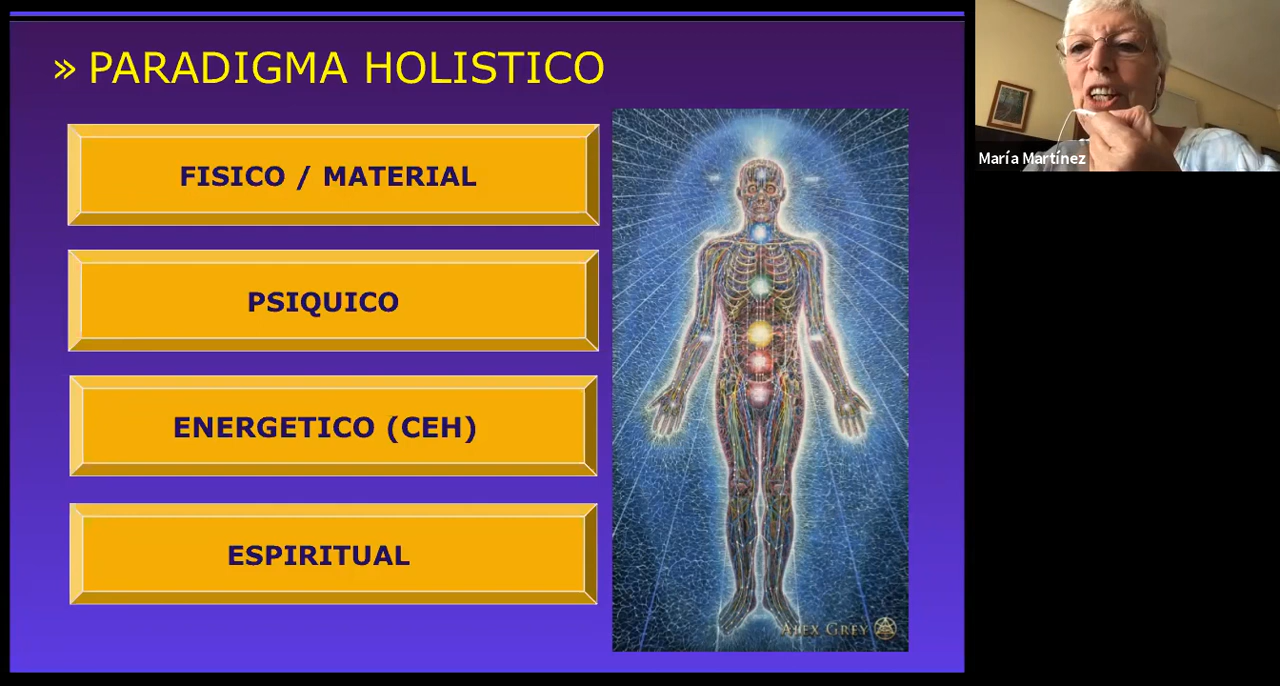 » PARADIGMA HOLISTICO
FISICO / MATERIAL
PSIQUICO
ENERGETICO (CEH)
ESPIRITUAL
ALEX GREY
María Martínez